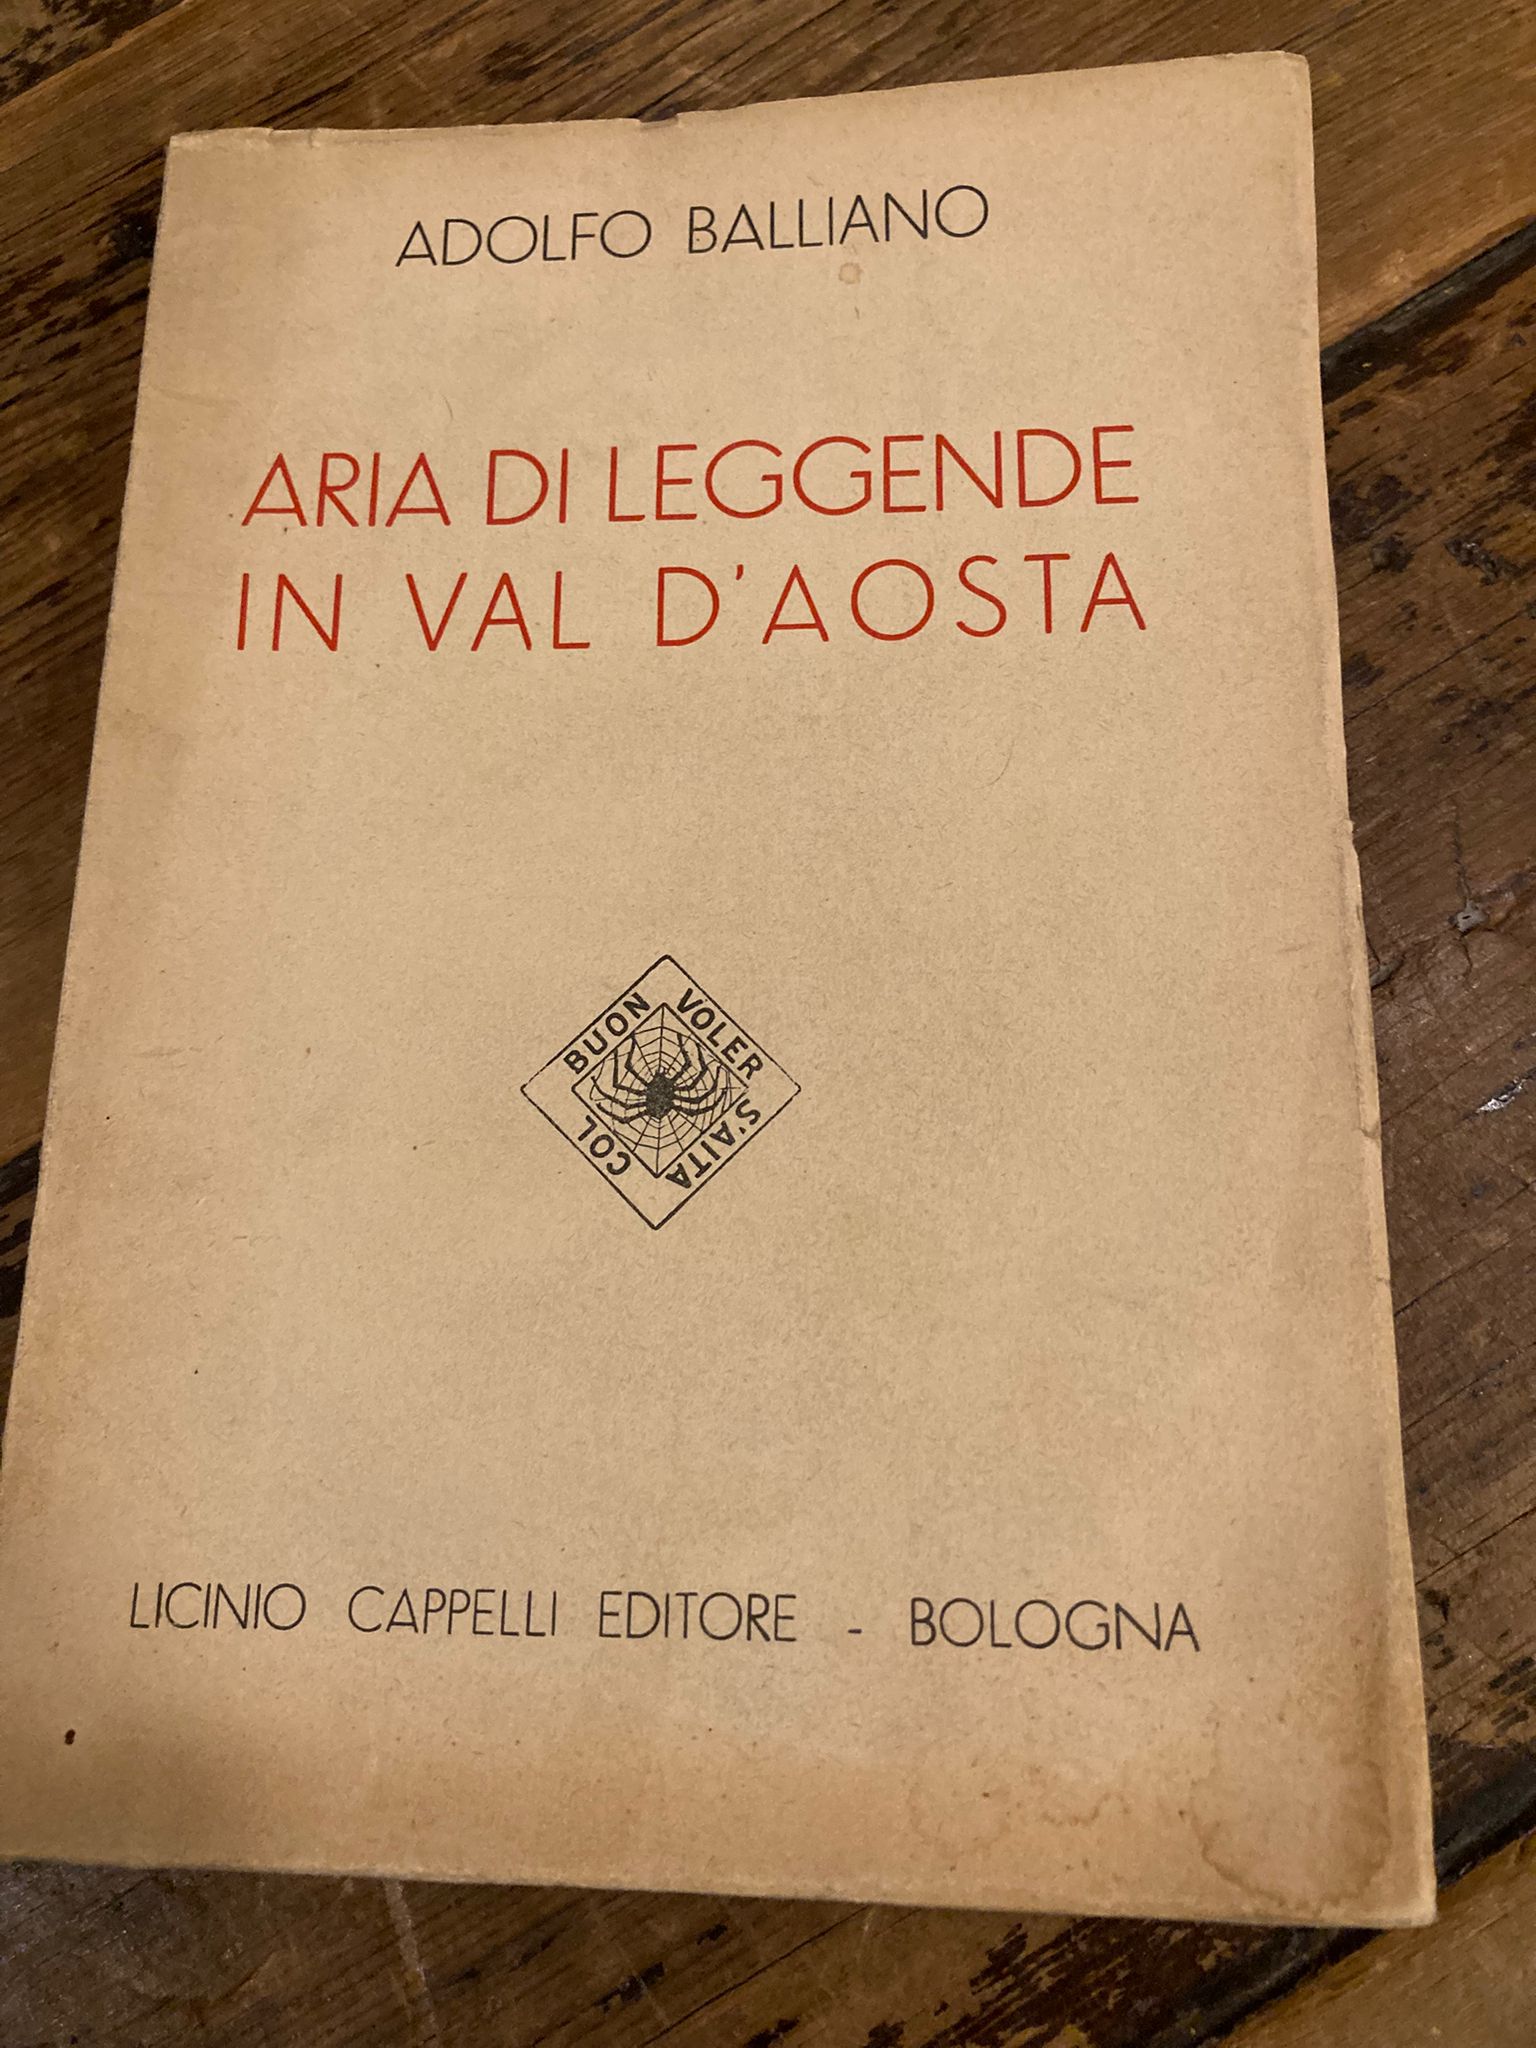 ADOLFO BALLIANO
ARIA DI LEGGENDE
IN VAL D'AOSTA
COL
BUON
VOLER
S'AITA
LICINIO CAPPELLI EDITORE - BOLOGNA